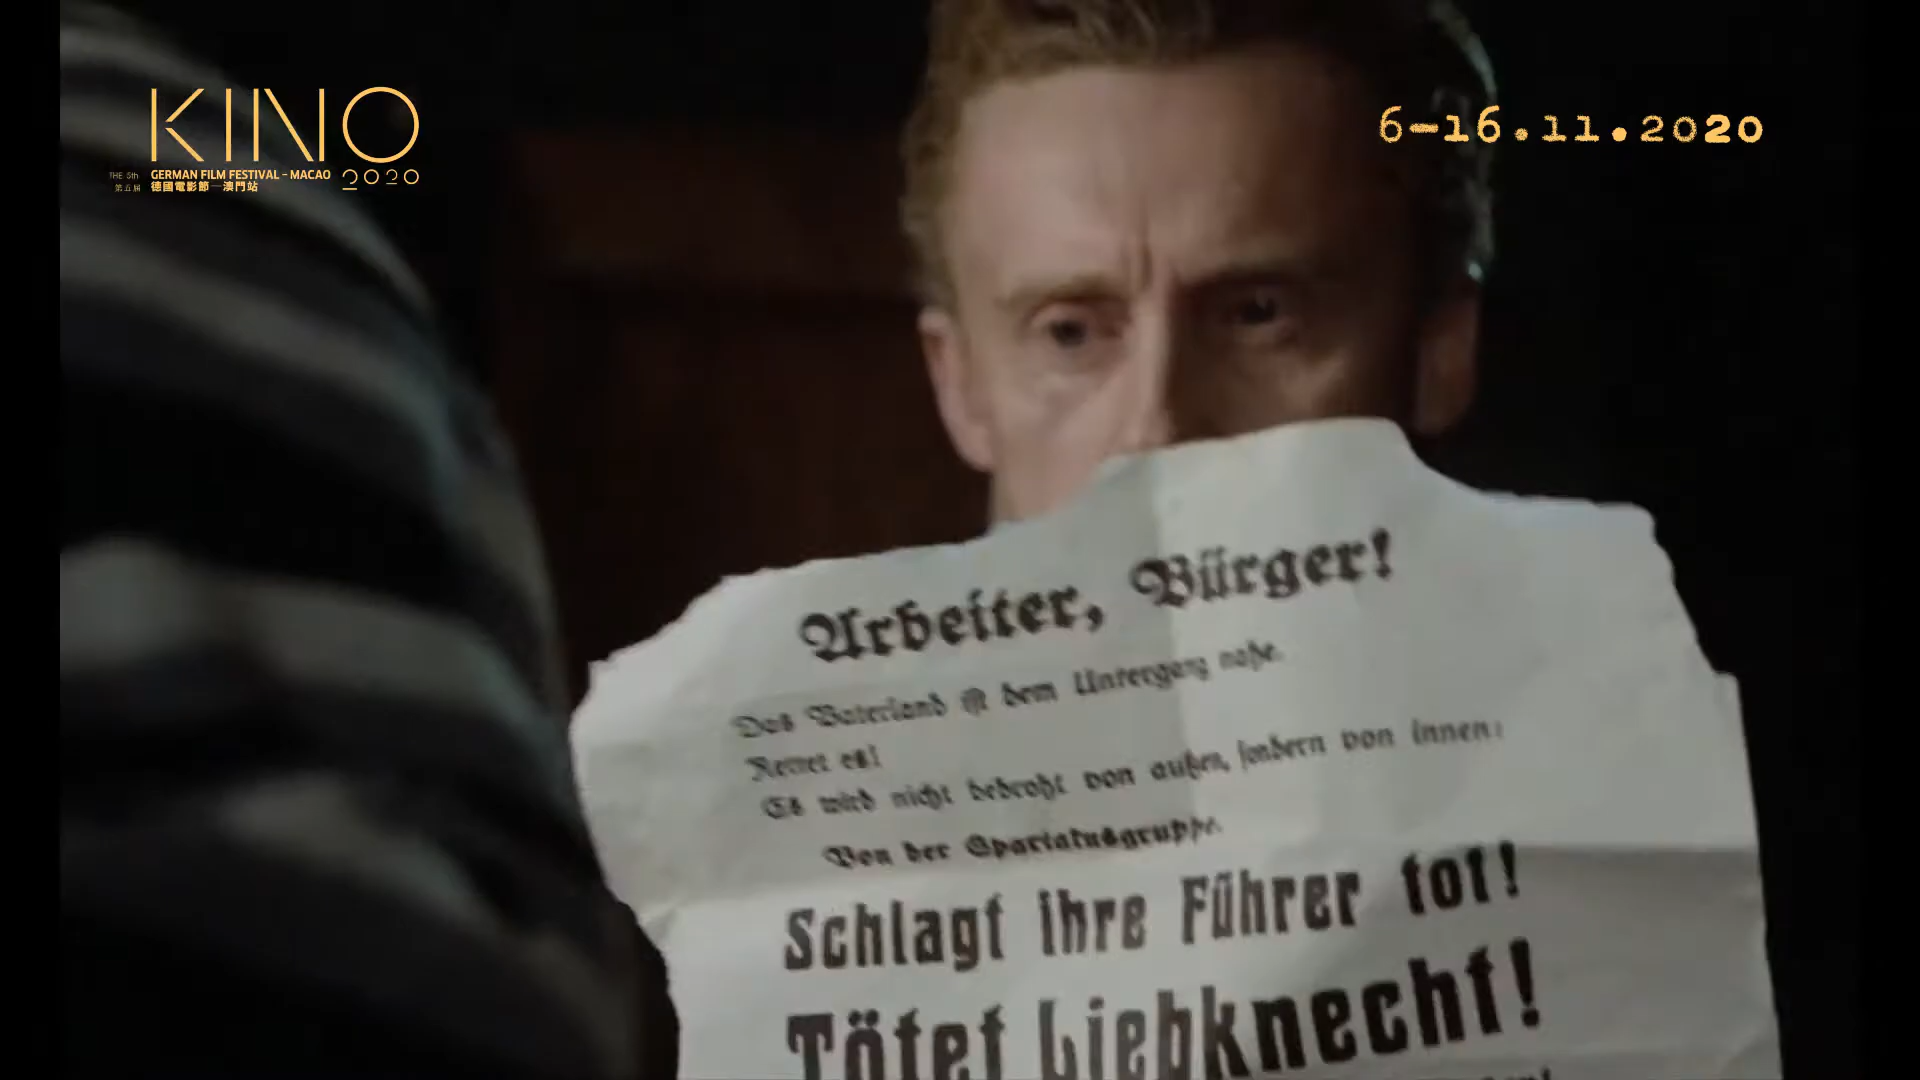 KINO
THE 5th GERMAN FILM FESTIVAL – MACAO 2020
第五屆 德國電影節—澳門站
6–16.11.2020
Arbeiter, Bürger!
Das Vaterland ist dem Untergang nahe.
Rettet es!
Es wird nicht bedroht von außen, sondern von innen:
Von der Spartakusgruppe.
Schlagt ihre Führer tot!
Tötet Liebknecht!